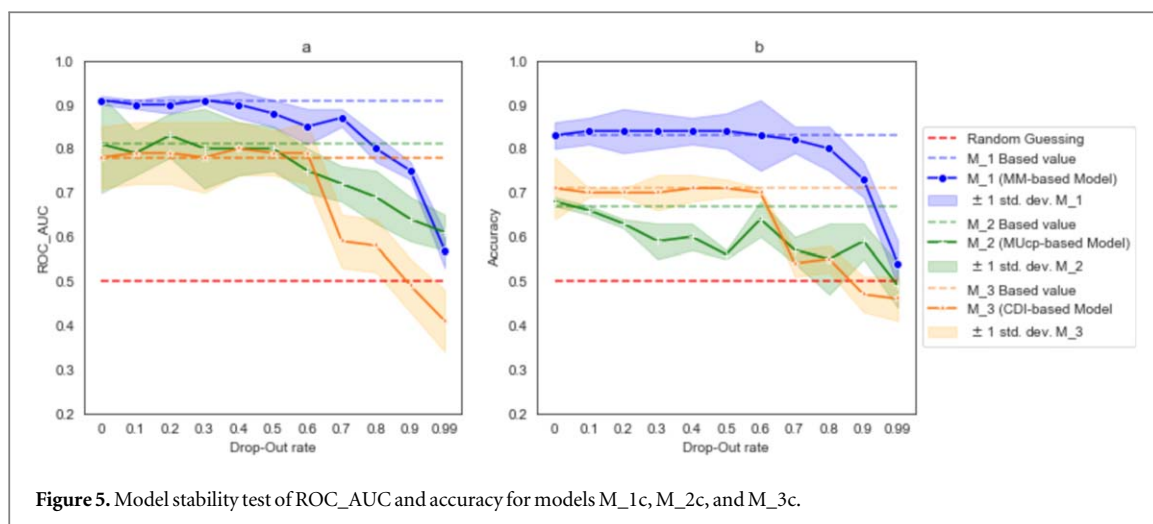 a
1.0
0.9
0.8
0.7
0.6
0.5
0.4
0.3
0.2
ROC_AUC
0 0.1 0.2 0.3 0.4 0.5 0.6 0.7 0.8 0.9 0.99
Drop-Out rate
b
1.0
0.9
0.8
0.7
0.6
0.5
0.4
0.3
0.2
Accuracy
0 0.1 0.2 0.3 0.4 0.5 0.6 0.7 0.8 0.9 0.99
Drop-Out rate
Random Guessing
M_1 Based value
M_1 (MM-based Model)
± 1 std. dev. M_1
M_2 Based value
M_2 (MUcp-based Model)
± 1 std. dev. M_2
M_3 Based value
M_3 (CDI-based Model
± 1 std. dev. M_3
Figure 5. Model stability test of ROC_AUC and accuracy for models M_1c, M_2c, and M_3c.